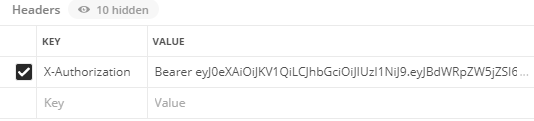 Headers 10 hidden
KEY VALUE
X-Authorization Bearer eyJ0eXAiOiJKV1QiLCJhbGciOiJIUzI1NiJ9.eyJBdWRpZW5jZSI6 ...
Key Value